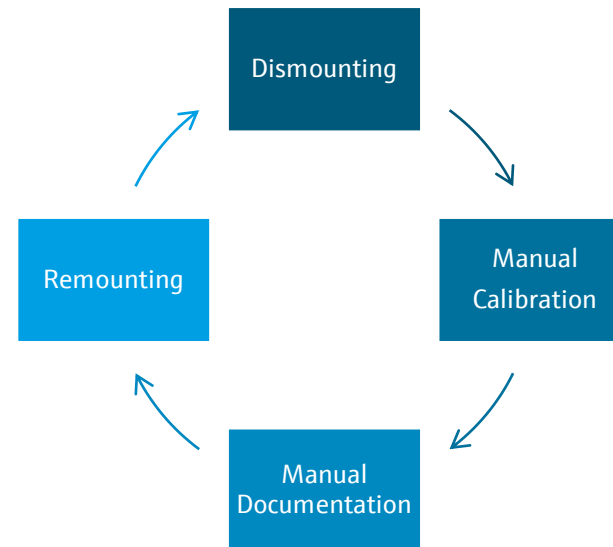 Dismounting
Manual
Calibration
Manual
Documentation
Remounting